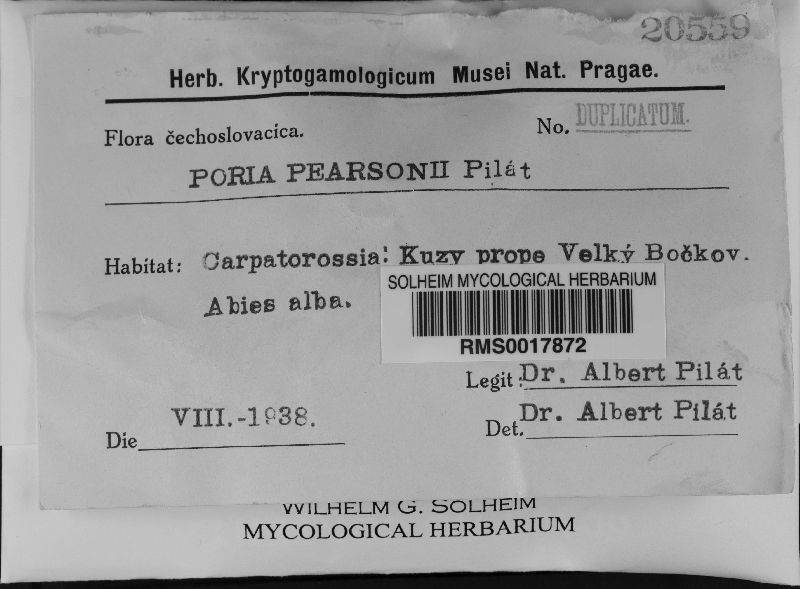 20559
Herb. Kryptogamologicum Musei Nat. Pragae.
Flora čechoslovacica. No. DUPLICATUM.
PORIA PEARSONII Pilát
Habitat: Carpatorossia: Kuzy prope Velký Bočkov.
Abies alba.
SOLHEIM MYCOLOGICAL HERBARIUM
RMS0017872
Legit: Dr. Albert Pilát
Die VIII.-1938.
Det. Dr. Albert Pilát
WILHELM G. SOLHEIM
MYCOLOGICAL HERBARIUM